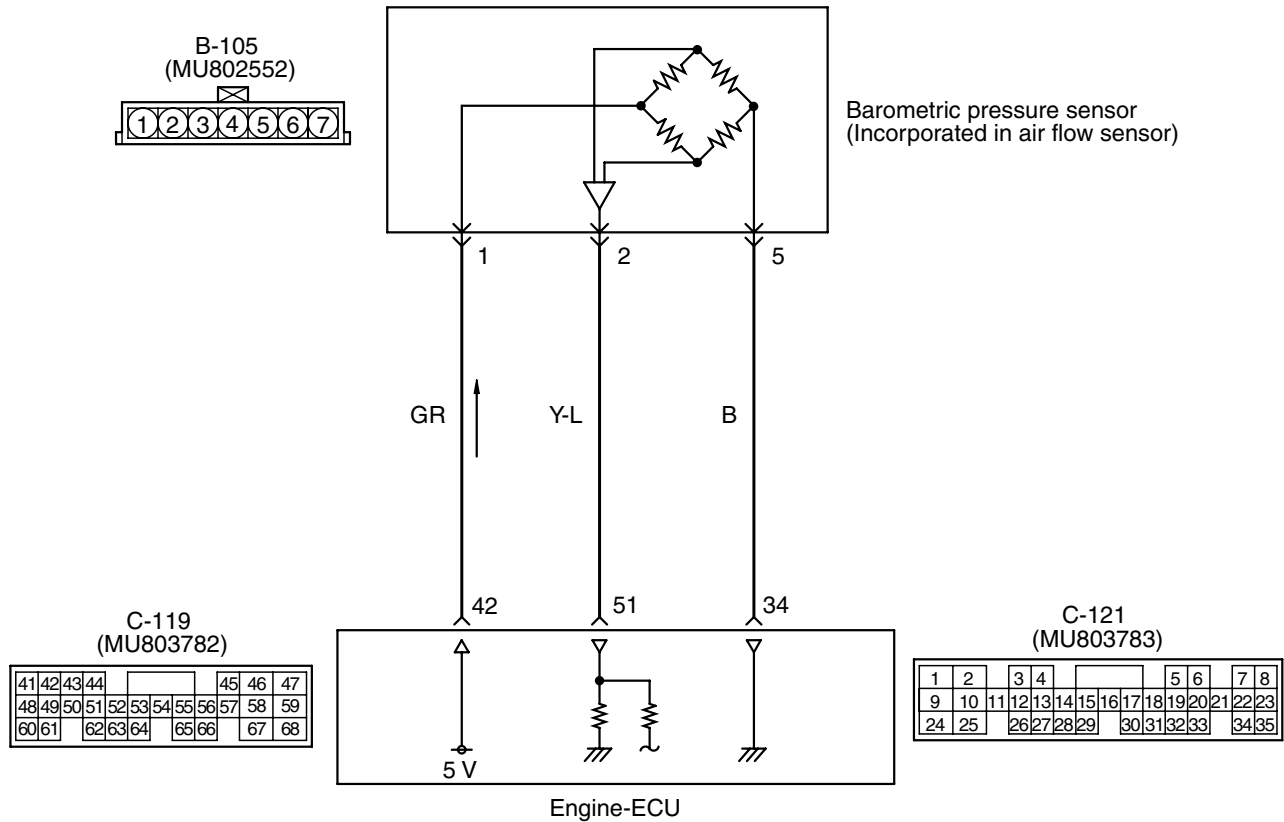 B-105
(MU802552)
1 2 3 4 5 6 7
Barometric pressure sensor
(Incorporated in air flow sensor)
1 2 5
GR Y-L B
42 51 34
C-119
(MU803782)
41 42 43 44 45 46 47
48 49 50 51 52 53 54 55 56 57 58 59
60 61 62 63 64 65 66 67 68
C-121
(MU803783)
1 2 3 4 5 6 7 8
9 10 11 12 13 14 15 16 17 18 19 20 21 22 23
24 25 26 27 28 29 30 31 32 33 34 35
5 V
Engine-ECU